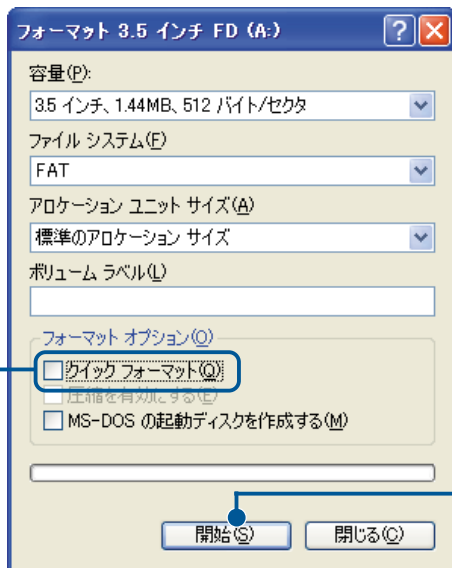 フォーマット 3.5 インチ FD (A:)
容量(P):
3.5 インチ、1.44MB、512 バイト/セクタ
ファイル システム(F)
FAT
アロケーション ユニット サイズ(A)
標準のアロケーション サイズ
ボリューム ラベル(L)
フォーマット オプション(O)
クイック フォーマット(Q)
圧縮を有効にする(E)
MS-DOS の起動ディスクを作成する(M)
開始(S)
閉じる(C)